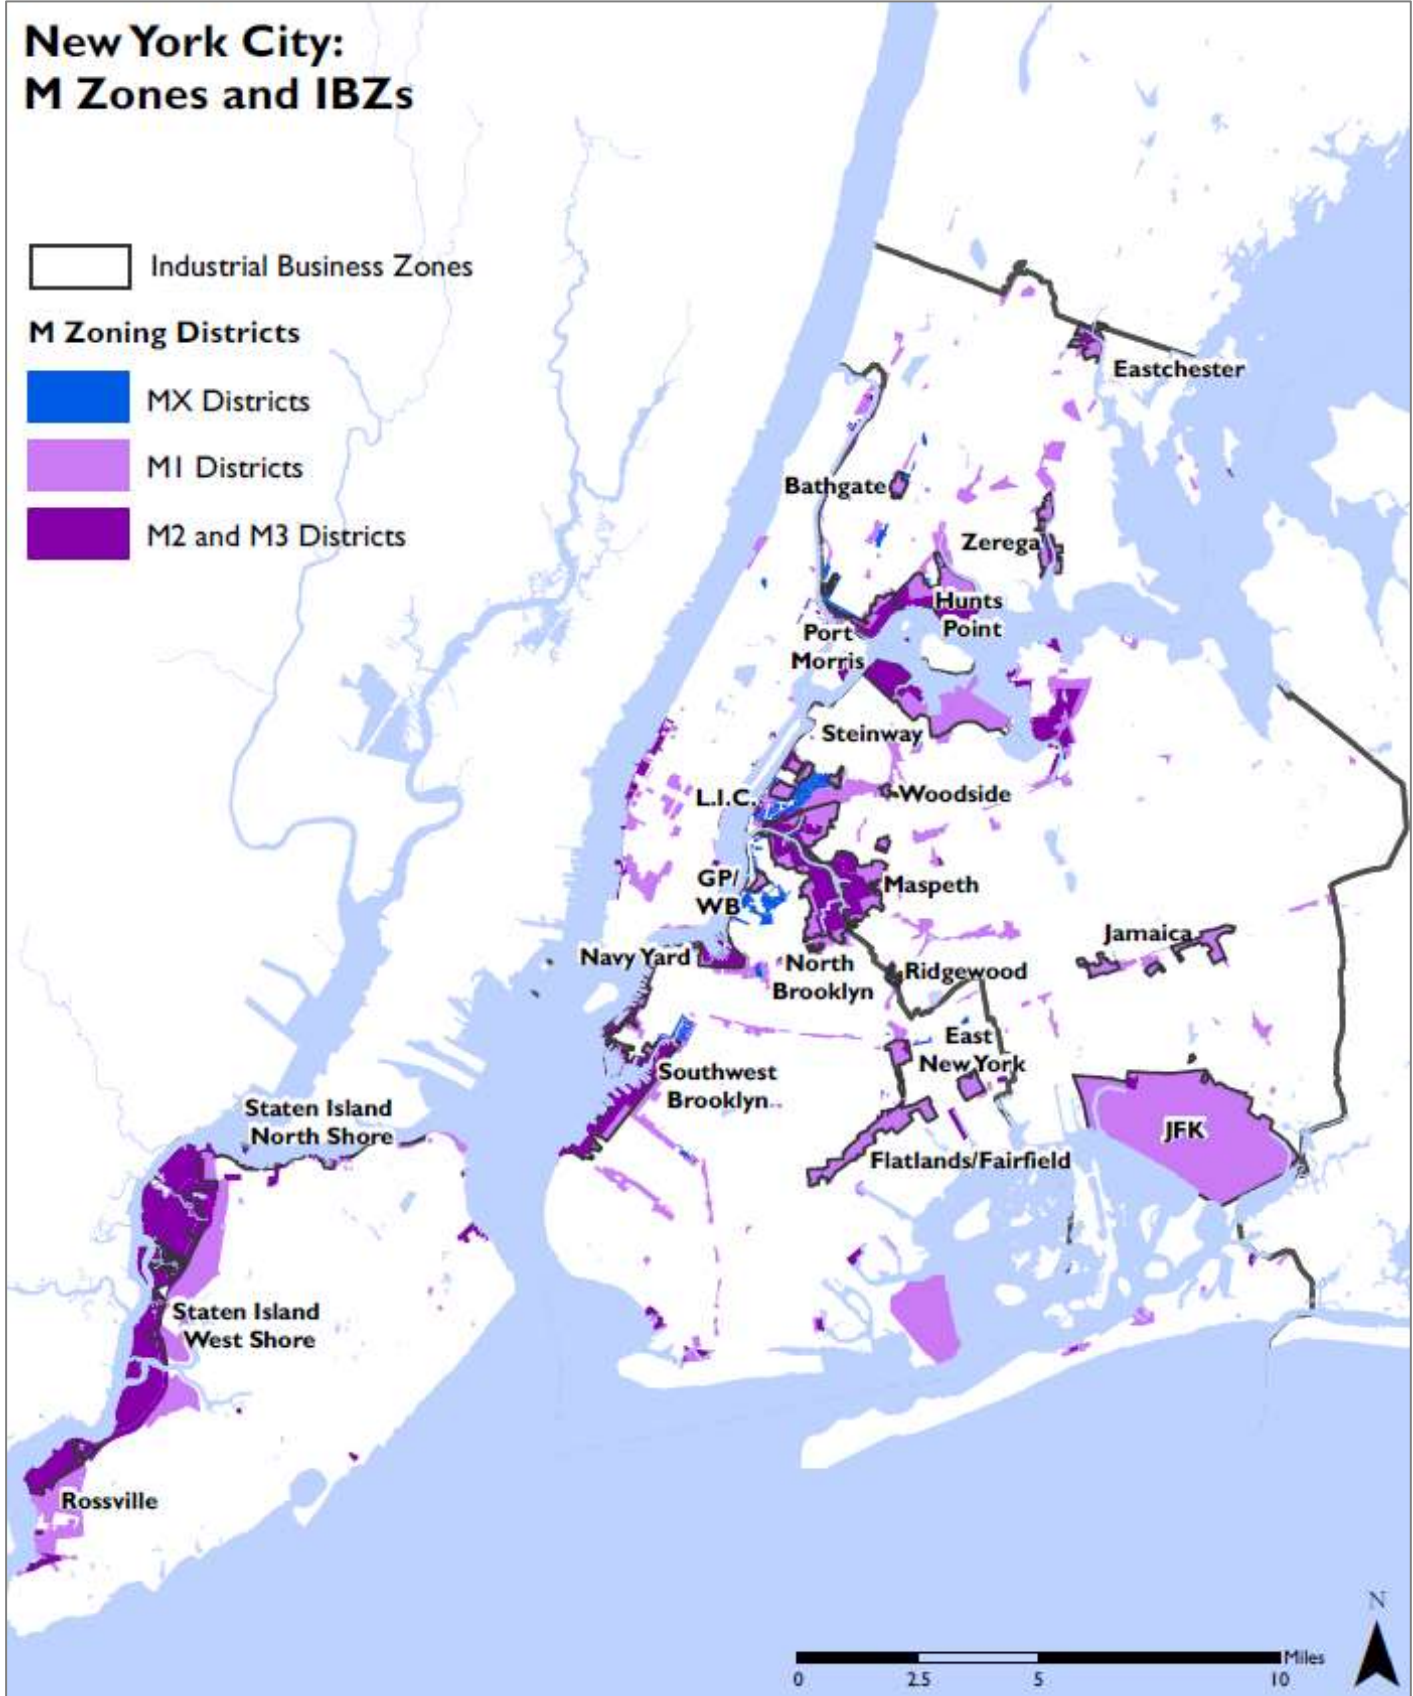 New York City:
M Zones and IBZs
Industrial Business Zones
M Zoning Districts
MX Districts
M1 Districts
M2 and M3 Districts
Eastchester
Bathgate
Zerega
Hunts
Point
Port
Morris
Steinway
L.I.C.
Woodside
GP/
WB
Maspeth
Jamaica
Navy Yard
North
Brooklyn
Ridgewood
East
New York
Southwest
Brooklyn
Staten Island
North Shore
JFK
Flatlands/Fairfield
Staten Island
West Shore
Rossville
N
Miles
0 2.5 5 10